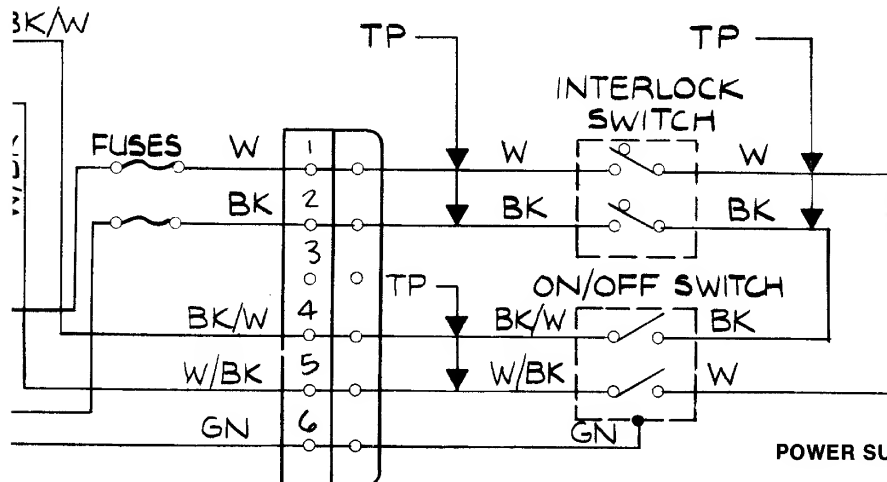 BK/W
TP
TP
INTERLOCK
SWITCH
FUSES
W
1
W
W
W/BK
BK
2
BK
BK
3
TP
ON/OFF SWITCH
BK/W
4
BK/W
BK
W/BK
5
W/BK
W
GN
6
GN
POWER SU